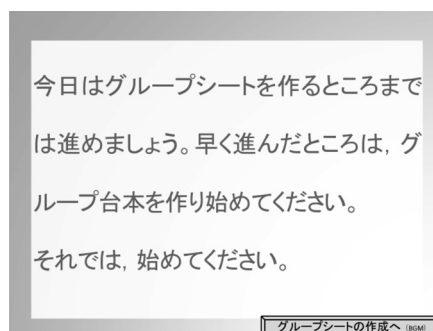 今日はグループシートを作るところまで
は進めましょう。早く進んだところは，グ
ループ台本を作り始めてください。
それでは，始めてください。
グループシートの作成へ (BGM)